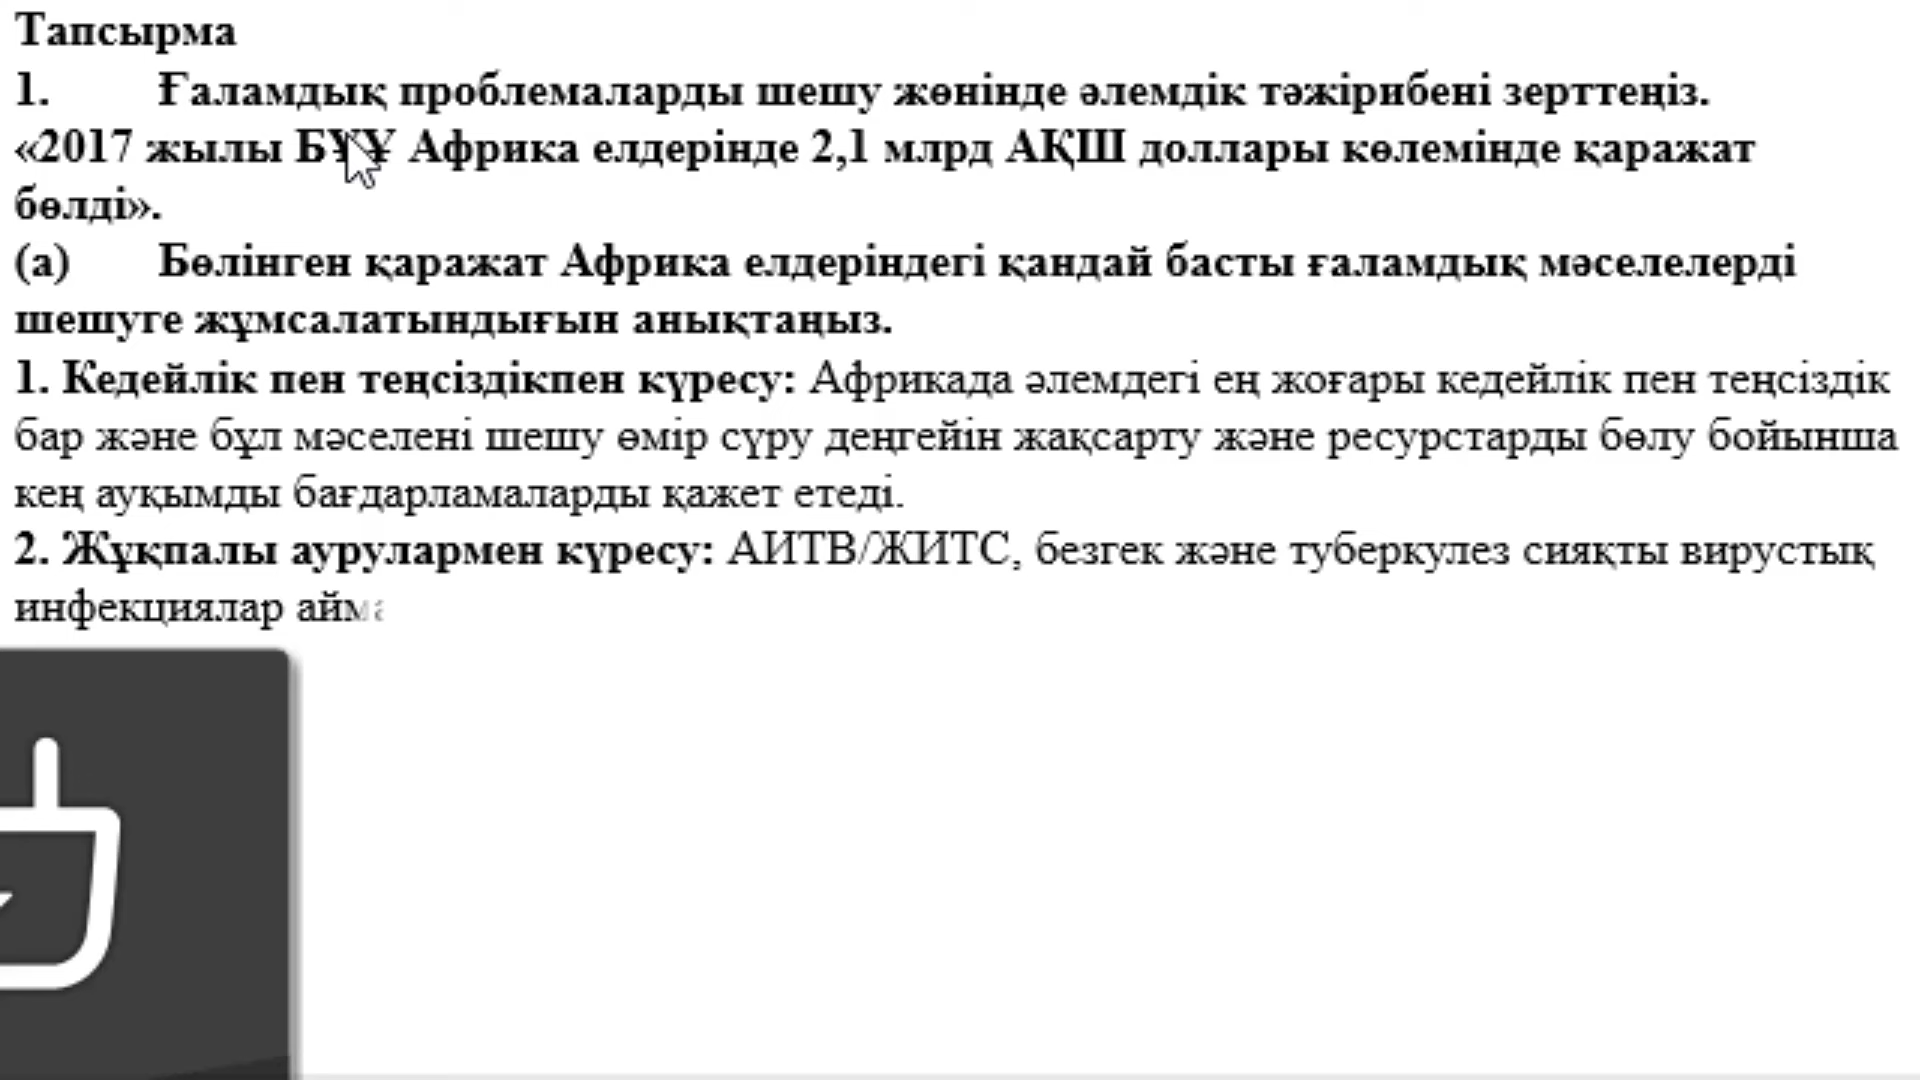 Тапсырма
1. Ғаламдық проблемаларды шешу жөнінде әлемдік тәжірибені зерттеңіз.
«2017 жылы БҰҰ Африка елдерінде 2,1 млрд АҚШ доллары көлемінде қаражат
бөлді».
(а) Бөлінген қаражат Африка елдеріндегі қандай басты ғаламдық мәселелерді
шешуге жұмсалатындығын анықтаңыз.
1. Кедейлік пен теңсіздікпен күресу: Африкада әлемдегі ең жоғары кедейлік пен теңсіздік
бар және бұл мәселені шешу өмір сүру деңгейін жақсарту және ресурстарды бөлу бойынша
кең ауқымды бағдарламаларды қажет етеді.
2. Жұқпалы аурулармен күресу: АИТВ/ЖИТС, безгек және туберкулез сияқты вирустық
инфекциялар